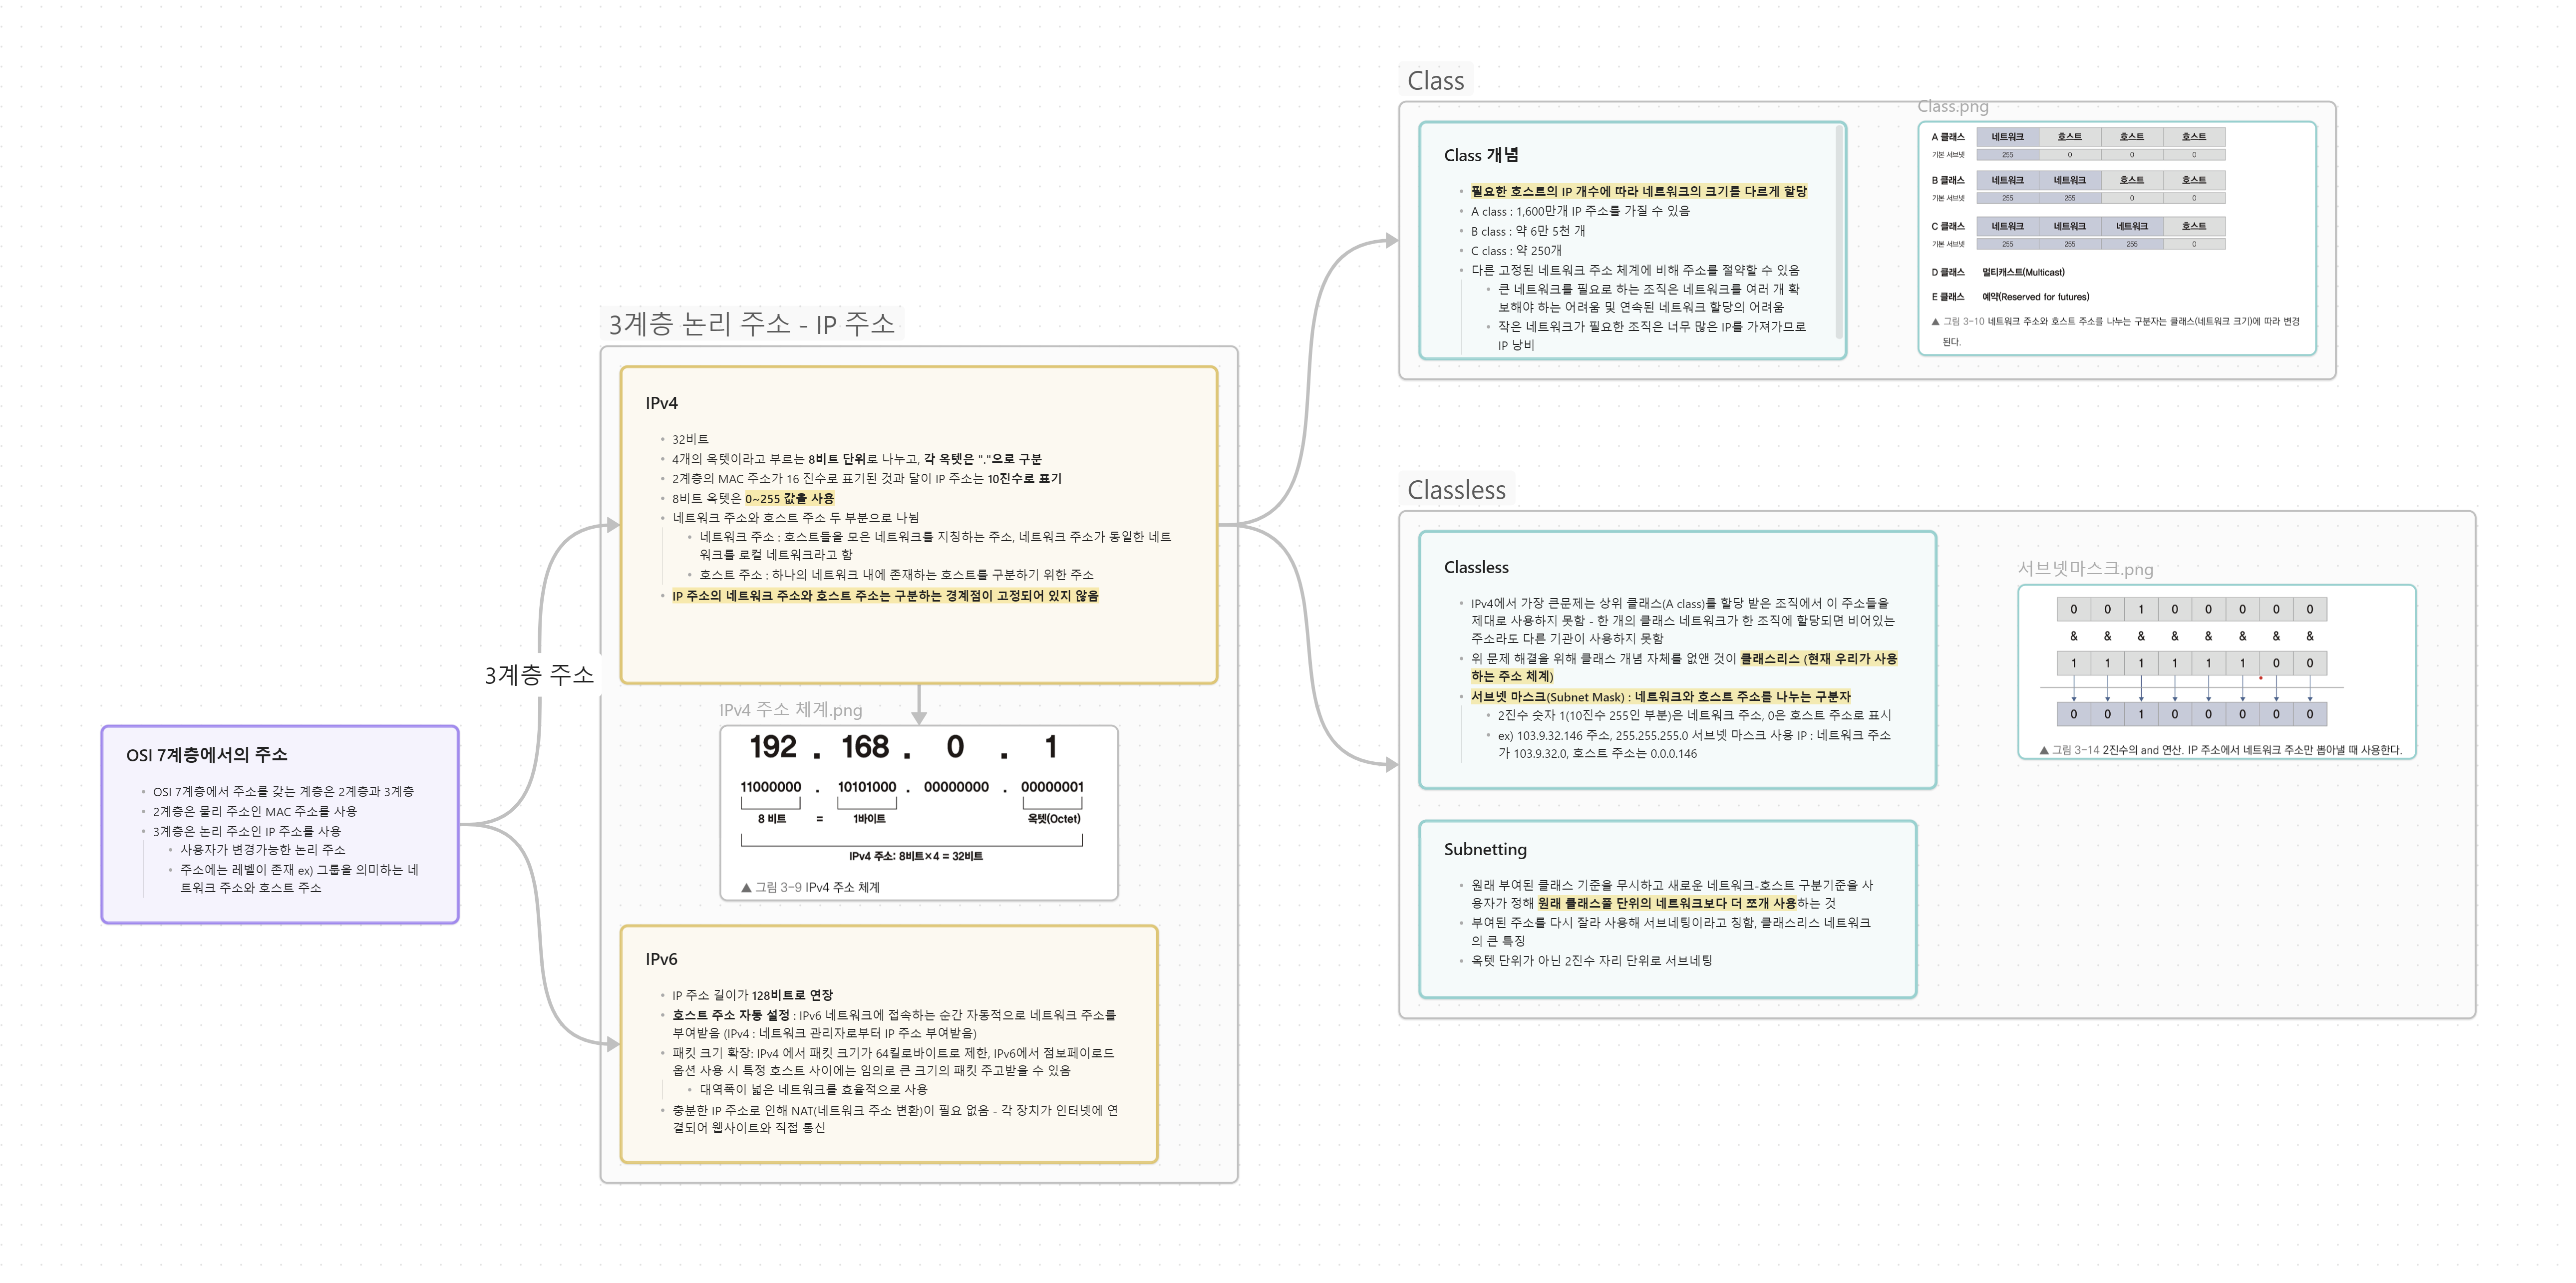 OSI 7계층에서의 주소
OSI 7계층에서 주소를 갖는 계층은 2계층과 3계층
2계층은 물리 주소인 MAC 주소를 사용
3계층은 논리 주소인 IP 주소를 사용
사용자가 변경가능한 논리 주소
주소에는 레벨이 존재 ex) 그룹을 의미하는 네
트워크 주소와 호스트 주소
3계층 주소
3계층 논리 주소 - IP 주소
IPv4
32비트
4개의 옥텟이라고 부르는 8비트 단위로 나누고, 각 옥텟은 "."으로 구분
2계층의 MAC 주소가 16 진수로 표기된 것과 달이 IP 주소는 10진수로 표기
8비트 옥텟은 0~255 값을 사용
네트워크 주소와 호스트 주소 두 부분으로 나뉨
네트워크 주소 : 호스트들을 모은 네트워크를 지칭하는 주소, 네트워크 주소가 동일한 네트
워크를 로컬 네트워크라고 함
호스트 주소 : 하나의 네트워크 내에 존재하는 호스트를 구분하기 위한 주소
IP 주소의 네트워크 주소와 호스트 주소는 구분하는 경계점이 고정되어 있지 않음
IPv4 주소 체계.png
192 . 168 . 0 . 1
11000000 . 10101000 . 00000000 . 00000001
8 비트 = 1바이트 옥텟(Octet)
IPv4 주소: 8비트×4 = 32비트
▲ 그림 3-9 IPv4 주소 체계
IPv6
IP 주소 길이가 128비트로 연장
호스트 주소 자동 설정 : IPv6 네트워크에 접속하는 순간 자동적으로 네트워크 주소를
부여받음 (IPv4 : 네트워크 관리자로부터 IP 주소 부여받음)
패킷 크기 확장: IPv4 에서 패킷 크기가 64킬로바이트로 제한, IPv6에서 점보페이로드
옵션 사용 시 특정 호스트 사이에는 임의로 큰 크기의 패킷 주고받을 수 있음
대역폭이 넓은 네트워크를 효율적으로 사용
충분한 IP 주소로 인해 NAT(네트워크 주소 변환)이 필요 없음 - 각 장치가 인터넷에 연
결되어 웹사이트와 직접 통신
Class
Class 개념
필요한 호스트의 IP 개수에 따라 네트워크의 크기를 다르게 할당
A class : 1,600만개 IP 주소를 가질 수 있음
B class : 약 6만 5천 개
C class : 약 250개
다른 고정된 네트워크 주소 체계에 비해 주소를 절약할 수 있음
큰 네트워크를 필요로 하는 조직은 네트워크를 여러 개 확
보해야 하는 어려움 및 연속된 네트워크 할당의 어려움
작은 네트워크가 필요한 조직은 너무 많은 IP를 가져가므로
IP 낭비
Class.png
A 클래스 네트워크 호스트 호스트 호스트
기본 서브넷 255 0 0 0
B 클래스 네트워크 네트워크 호스트 호스트
기본 서브넷 255 255 0 0
C 클래스 네트워크 네트워크 네트워크 호스트
기본 서브넷 255 255 255 0
D 클래스 멀티캐스트(Multicast)
E 클래스 예약(Reserved for futures)
▲ 그림 3-10 네트워크 주소와 호스트 주소를 나누는 구분자는 클래스(네트워크 크기)에 따라 변경
된다.
Classless
Classless
IPv4에서 가장 큰문제는 상위 클래스(A class)를 할당 받은 조직에서 이 주소들을
제대로 사용하지 못함 - 한 개의 클래스 네트워크가 한 조직에 할당되면 비어있는
주소라도 다른 기관이 사용하지 못함
위 문제 해결을 위해 클래스 개념 자체를 없앤 것이 클래스리스 (현재 우리가 사용
하는 주소 체계)
서브넷 마스크(Subnet Mask) : 네트워크와 호스트 주소를 나누는 구분자
2진수 숫자 1(10진수 255인 부분)은 네트워크 주소, 0은 호스트 주소로 표시
ex) 103.9.32.146 주소, 255.255.255.0 서브넷 마스크 사용 IP : 네트워크 주소
가 103.9.32.0, 호스트 주소는 0.0.0.146
서브넷마스크.png
0 0 1 0 0 0 0 0
& & & & & & & &
1 1 1 1 1 1 0 0
0 0 1 0 0 0 0 0
▲ 그림 3-14 2진수의 and 연산. IP 주소에서 네트워크 주소만 뽑아낼 때 사용한다.
Subnetting
원래 부여된 클래스 기준을 무시하고 새로운 네트워크-호스트 구분기준을 사
용자가 정해 원래 클래스풀 단위의 네트워크보다 더 쪼개 사용하는 것
부여된 주소를 다시 잘라 사용해 서브네팅이라고 칭함, 클래스리스 네트워크
의 큰 특징
옥텟 단위가 아닌 2진수 자리 단위로 서브네팅